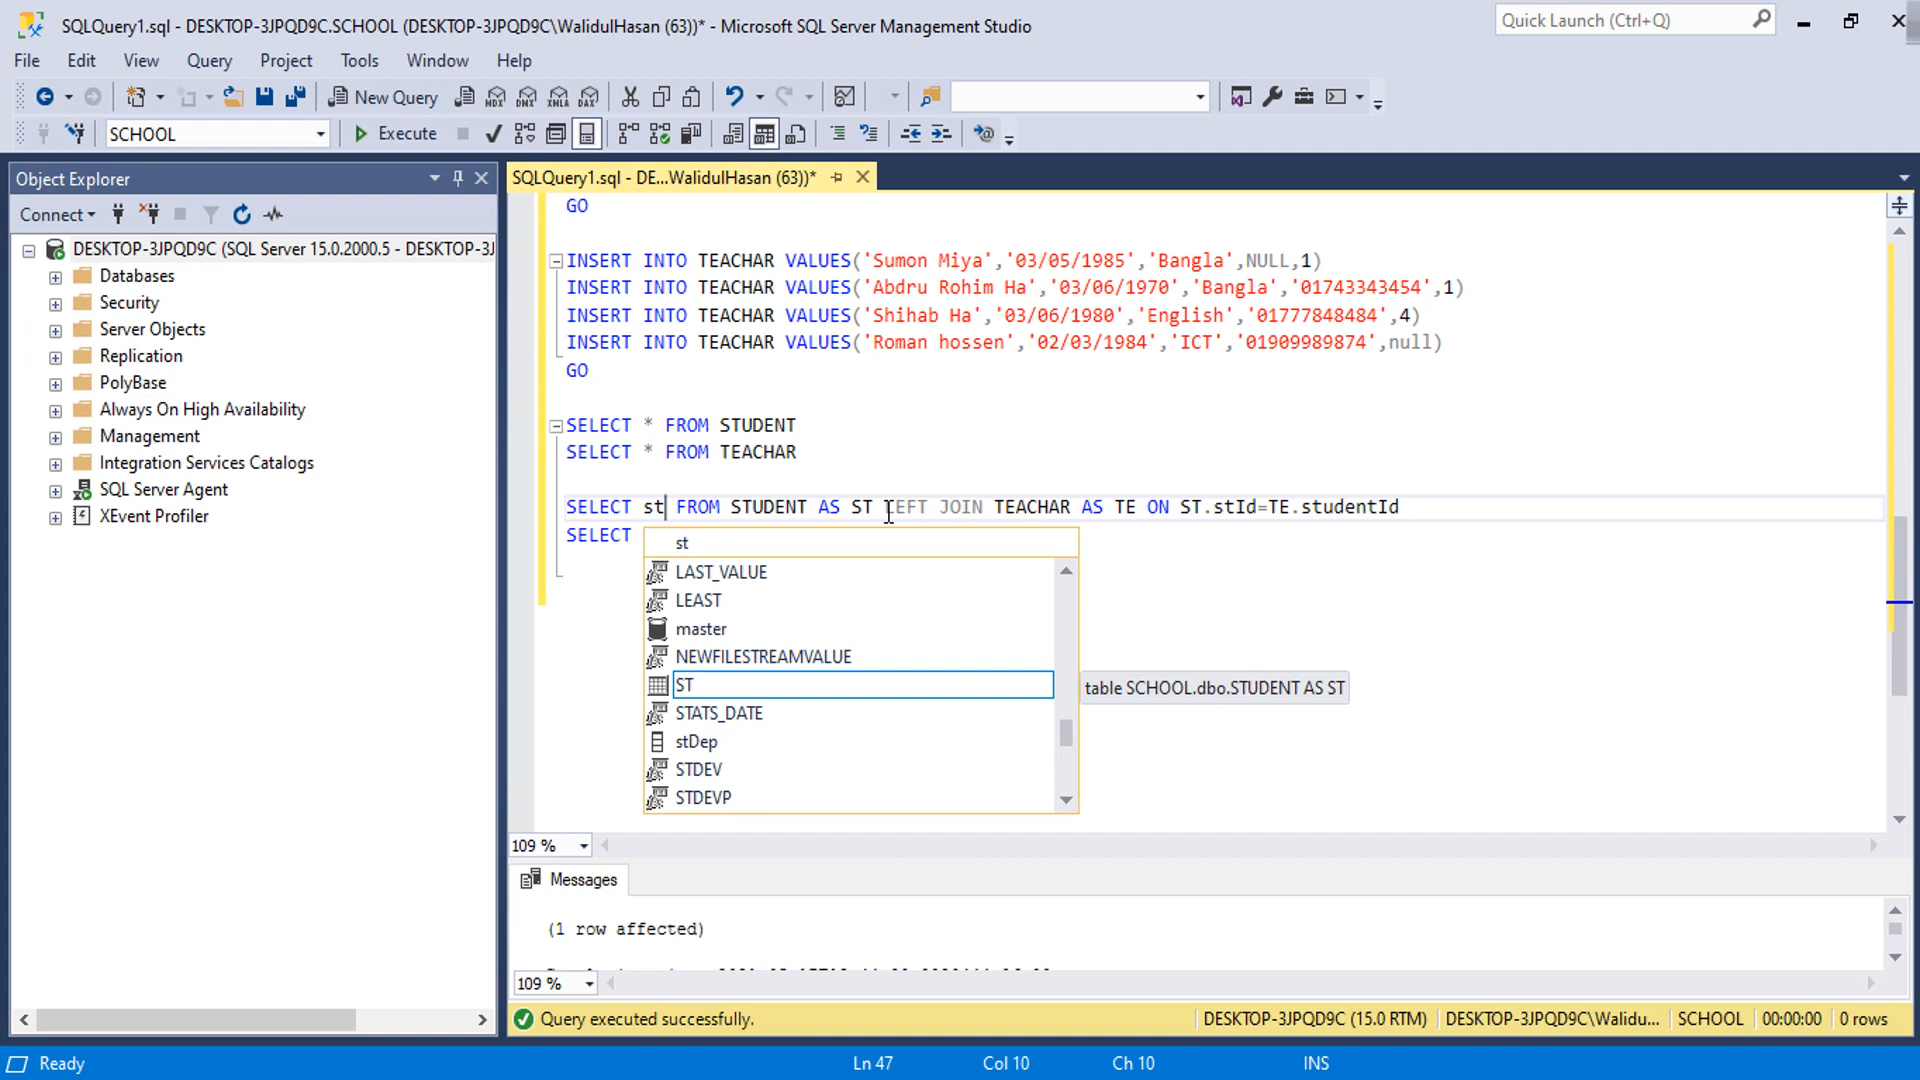 SQLQuery1.sql - DESKTOP-3JPQD9C.SCHOOL (DESKTOP-3JPQD9C\WalidulHasan (63))* - Microsoft SQL Server Management Studio
Quick Launch (Ctrl+Q)
File Edit View Query Project Tools Window Help
New Query MDX DMX XMLA DAX
SCHOOL Execute
Object Explorer
Connect
DESKTOP-3JPQD9C (SQL Server 15.0.2000.5 - DESKTOP-3J
Databases
Security
Server Objects
Replication
PolyBase
Always On High Availability
Management
Integration Services Catalogs
SQL Server Agent
XEvent Profiler
SQLQuery1.sql - DE...WalidulHasan (63))*
GO
INSERT INTO TEACHAR VALUES('Sumon Miya','03/05/1985','Bangla',NULL,1)
INSERT INTO TEACHAR VALUES('Abdru Rohim Ha','03/06/1970','Bangla','01743343454',1)
INSERT INTO TEACHAR VALUES('Shihab Ha','03/06/1980','English','01777848484',4)
INSERT INTO TEACHAR VALUES('Roman hossen','02/03/1984','ICT','01909989874',null)
GO
SELECT * FROM STUDENT
SELECT * FROM TEACHAR
SELECT st FROM STUDENT AS ST LEFT JOIN TEACHAR AS TE ON ST.stId=TE.studentId
SELECT
st
LAST_VALUE
LEAST
master
NEWFILESTREAMVALUE
ST
STATS_DATE
stDep
STDEV
STDEVP
table SCHOOL.dbo.STUDENT AS ST
109 %
Messages
(1 row affected)
109 %
Query executed successfully.
DESKTOP-3JPQD9C (15.0 RTM) DESKTOP-3JPQD9C\Walidu... SCHOOL 00:00:00 0 rows
Ready Ln 47 Col 10 Ch 10 INS